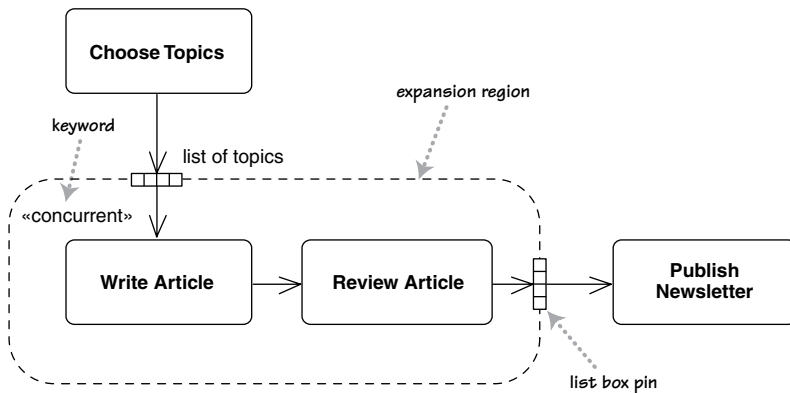 Choose Topics
expansion region
keyword
list of topics
«concurrent»
Write Article
Review Article
Publish
Newsletter
list box pin